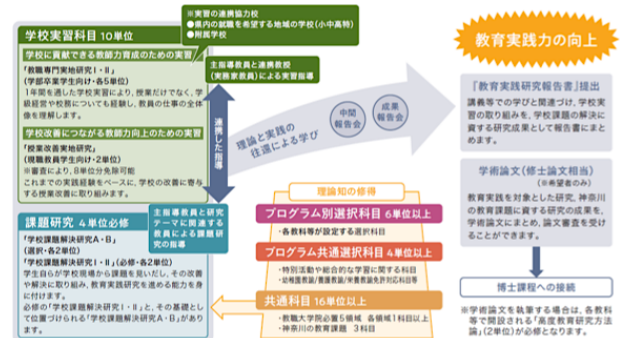 学校実習科目 10単位
学校に貢献できる教師力育成のための実習
「教職専門実地研究Ⅰ・Ⅱ」
(学部卒業学生向け・各5単位)
1年間を通した学校実習により、授業だけでなく、学
級経営や校務についても経験し、教員の仕事の全体
像を理解します。
学校改善につながる教師力向上のための実習
「授業改善実地研究」
(現職教員学生向け・2単位)
※審査により、8単位分免除可能
これまでの実践経験をベースに、学校の改善に寄与
する授業改善に取り組みます。
課題研究 4単位必修
「学校課題解決研究A・B」
(選択・各2単位)
「学校課題解決研究Ⅰ・Ⅱ」(必修・各2単位)
学生自らが学校現場から課題を見いだし、その改善
や解決に取り組み、教育実践研究を進める能力を身
に付けます。
必修の「学校課題解決研究Ⅰ・Ⅱ」と、その基礎とし
て位置づけられる「学校課題解決研究A・B」があり
ます。
※実習の連携協力校
●県内の就職を希望する地域の学校(小中高特)
●附属学校
主指導教員と連携教授
(実務家教員)による実習指導
連携した指導
主指導教員と研究
テーマに関連する
教員による課題研
究の指導
理論と実践の
往還による学び
中間
報告会
成果
報告会
理論知の修得
プログラム別選択科目 6単位以上
・各教科等が設定する選択科目
プログラム共通選択科目 4単位以上
・特別活動や総合的な学習に関する科目
・幼稚園教諭/養護教諭/栄養教諭免許対応科目等
共通科目 16単位以上
・教職大学院必置5領域 各領域1科目以上
・神奈川の教育課題 3科目
教育実践力の向上
『教育実践研究報告書』提出
講義等での学びと関連づけ、学校実
習の取り組みを、学校課題の解決に
資する研究成果として報告書にまと
めます。
学術論文(修士論文相当)
(※希望者のみ)
教育実践を対象とした研究、神奈川
の教育課題に資する研究の成果を、
学術論文にまとめ、論文審査を受け
ることができます。
博士課程への接続
※学術論文を執筆する場合は、各教科
等で開設される「高度教育研究方法
論」(2単位)が必修となります。